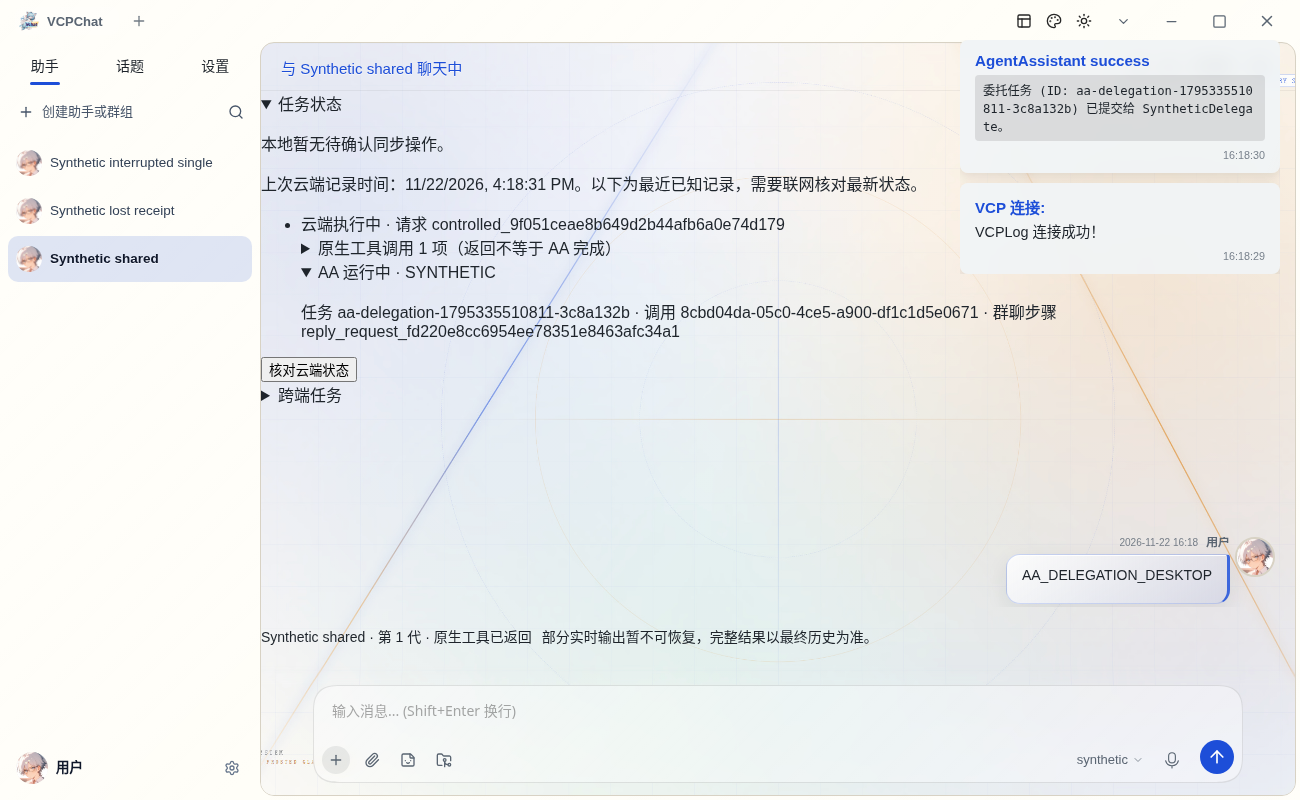 VCPChat
助手
话题
设置
创建助手或群组
Synthetic interrupted single
Synthetic lost receipt
Synthetic shared
用户
与 Synthetic shared 聊天中
任务状态
本地暂无待确认同步操作。
上次云端记录时间：11/22/2026, 4:18:31 PM。以下为最近已知记录，需要联网核对最新状态。
云端执行中 · 请求 controlled_9f051ceae8b649d2b44afb6a0e74d179
原生工具调用 1 项（返回不等于 AA 完成）
AA 运行中 · SYNTHETIC
任务 aa-delegation-1795335510811-3c8a132b · 调用 8cbd04da-05c0-4ce5-a900-df1c1d5e0671 · 群聊步骤
reply_request_fd220e8cc6954ee78351e8463afc34a1
核对云端状态
跨端任务
AgentAssistant success
委托任务 (ID: aa-delegation-1795335510
811-3c8a132b) 已提交给 SyntheticDelega
te。
16:18:30
VCP 连接:
VCPLog 连接成功!
16:18:29
2026-11-22 16:18 用户
AA_DELEGATION_DESKTOP
Synthetic shared · 第 1 代 · 原生工具已返回 部分实时输出暂不可恢复，完整结果以最终历史为准。
输入消息... (Shift+Enter 换行)
synthetic